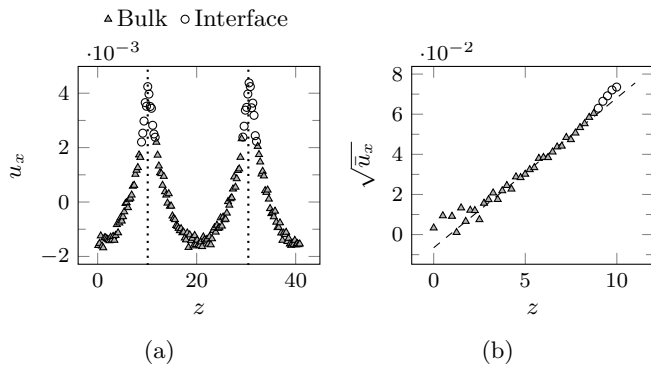 Bulk Interface
·10⁻³
4
2
0
−2
u_x
0 20 40
z
(a)
·10⁻²
8
6
4
2
0
√ū_x
0 5 10
z
(b)